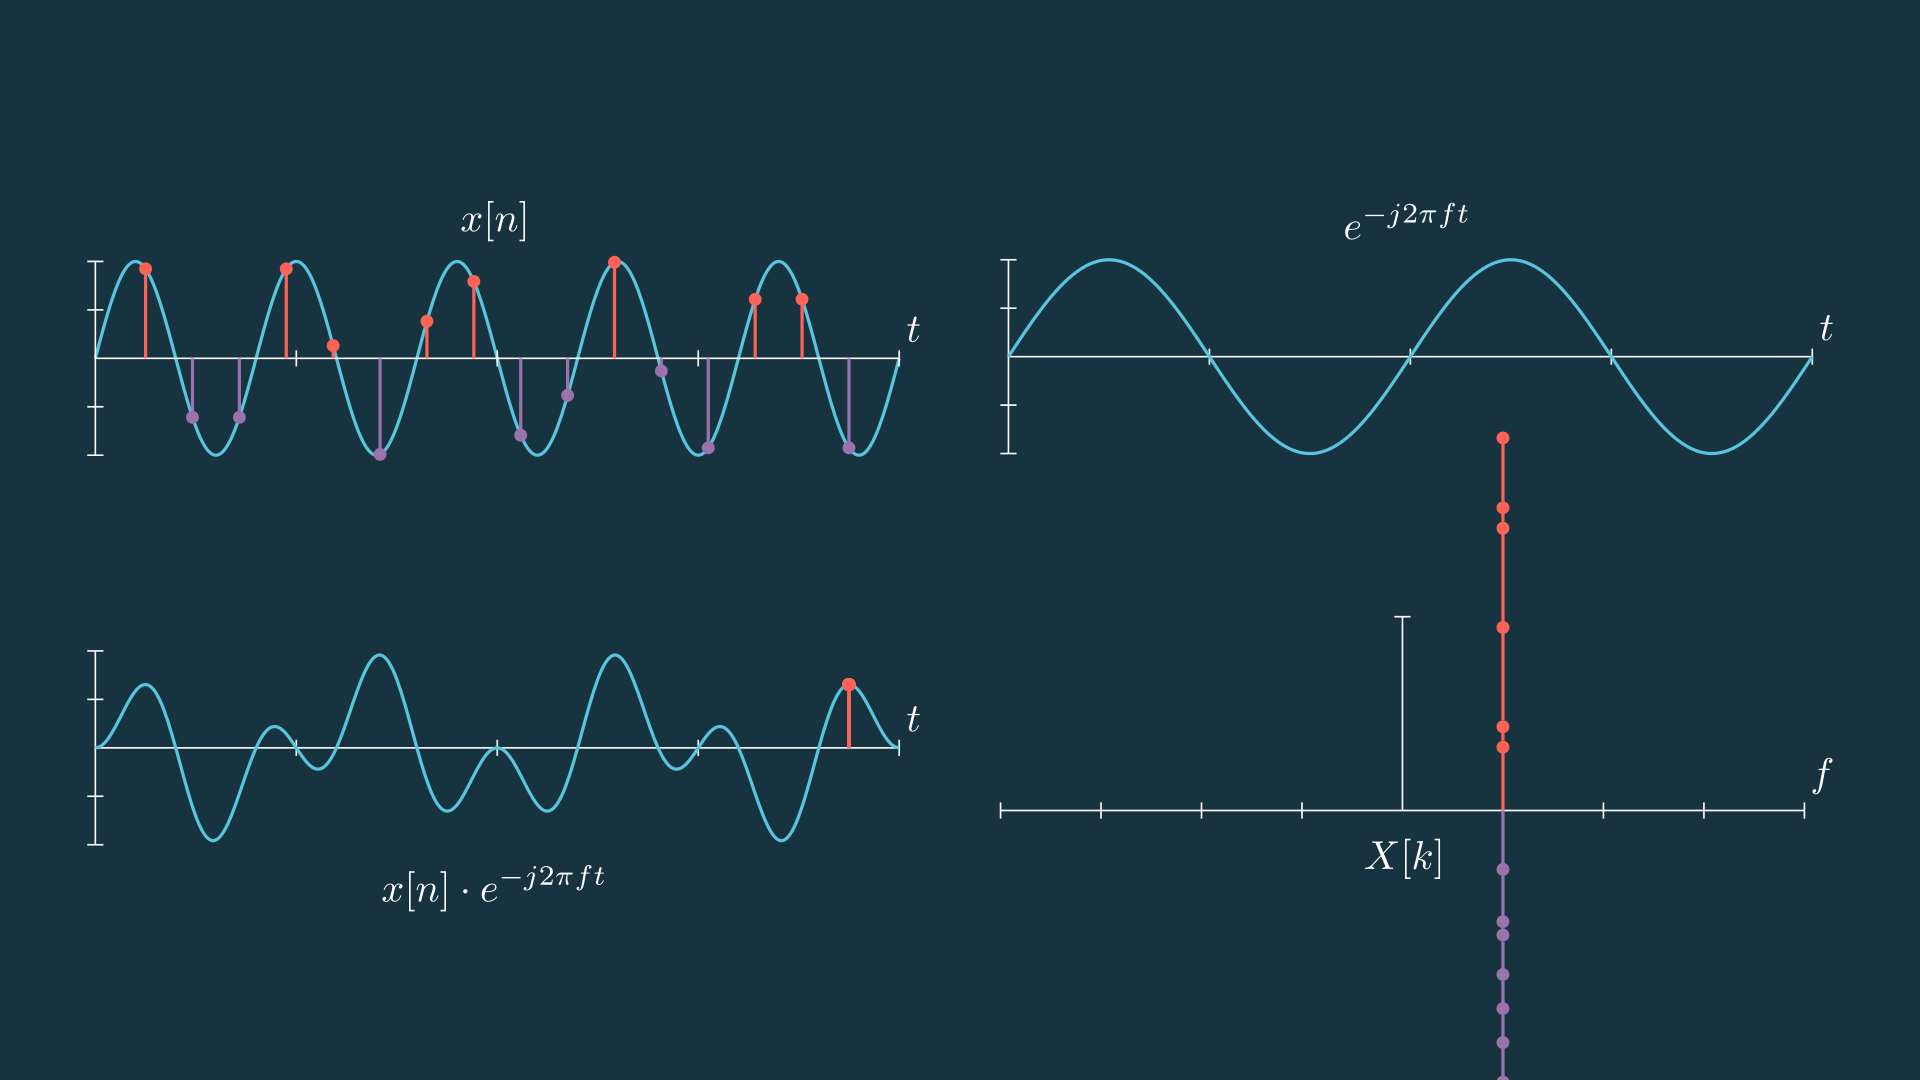 x[n]
t
e^{-j2πft}
t
t
x[n] · e^{-j2πft}
f
X[k]